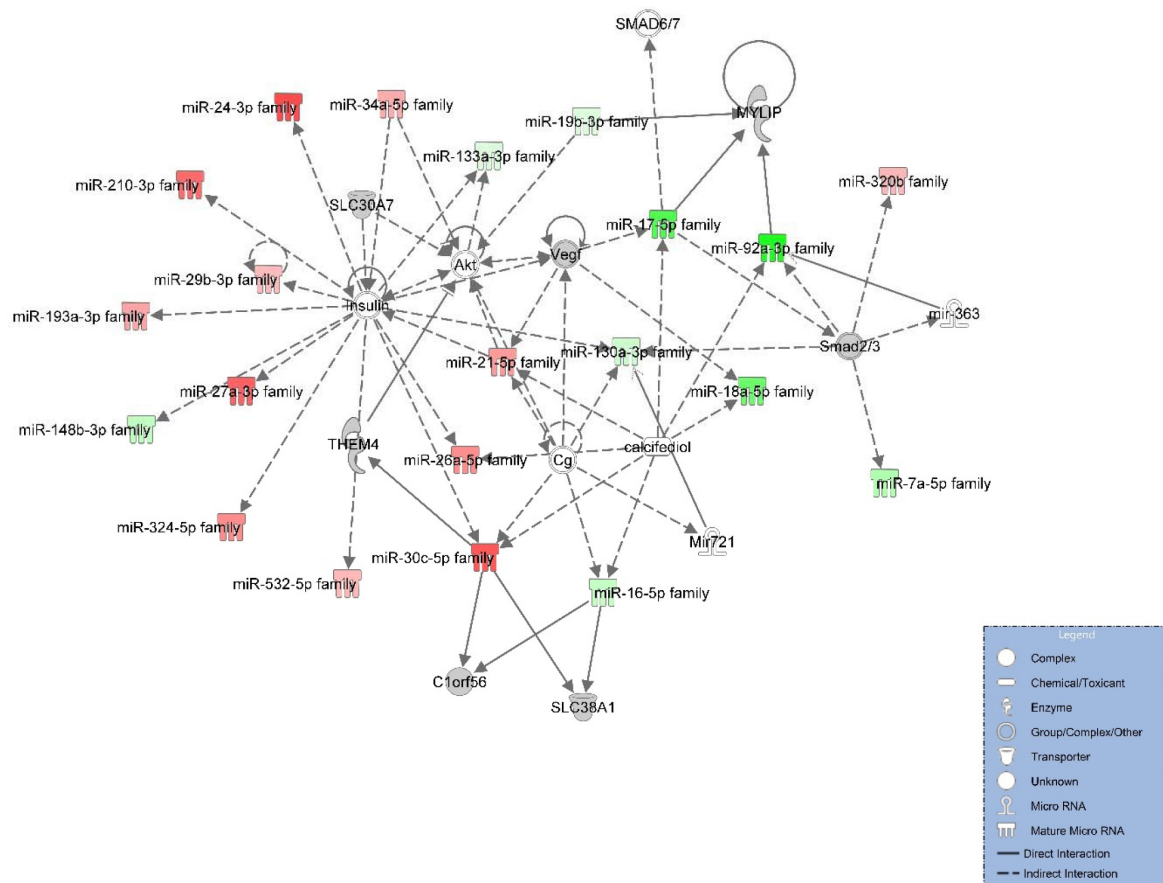 SMAD6/7
miR-24-3p family
miR-34a-5p family
MYLIP
miR-19b-3p family
miR-133a-3p family
miR-210-3p family
miR-320b family
SLC30A7
miR-17-5p family
miR-92a-3p family
Akt
Vegf
miR-29b-3p family
Insulin
miR-193a-3p family
mir-363
Smad2/3
miR-21-5p family
miR-130a-3p family
miR-27a-3p family
miR-18a-5p family
miR-148b-3p family
THEM4
calcifediol
miR-26a-5p family
Cg
miR-7a-5p family
miR-324-5p family
Mir721
miR-30c-5p family
miR-532-5p family
miR-16-5p family
C1orf56
SLC38A1
Legend
Complex
Chemical/Toxicant
Enzyme
Group/Complex/Other
Transporter
Unknown
Micro RNA
Mature Micro RNA
Direct Interaction
Indirect Interaction